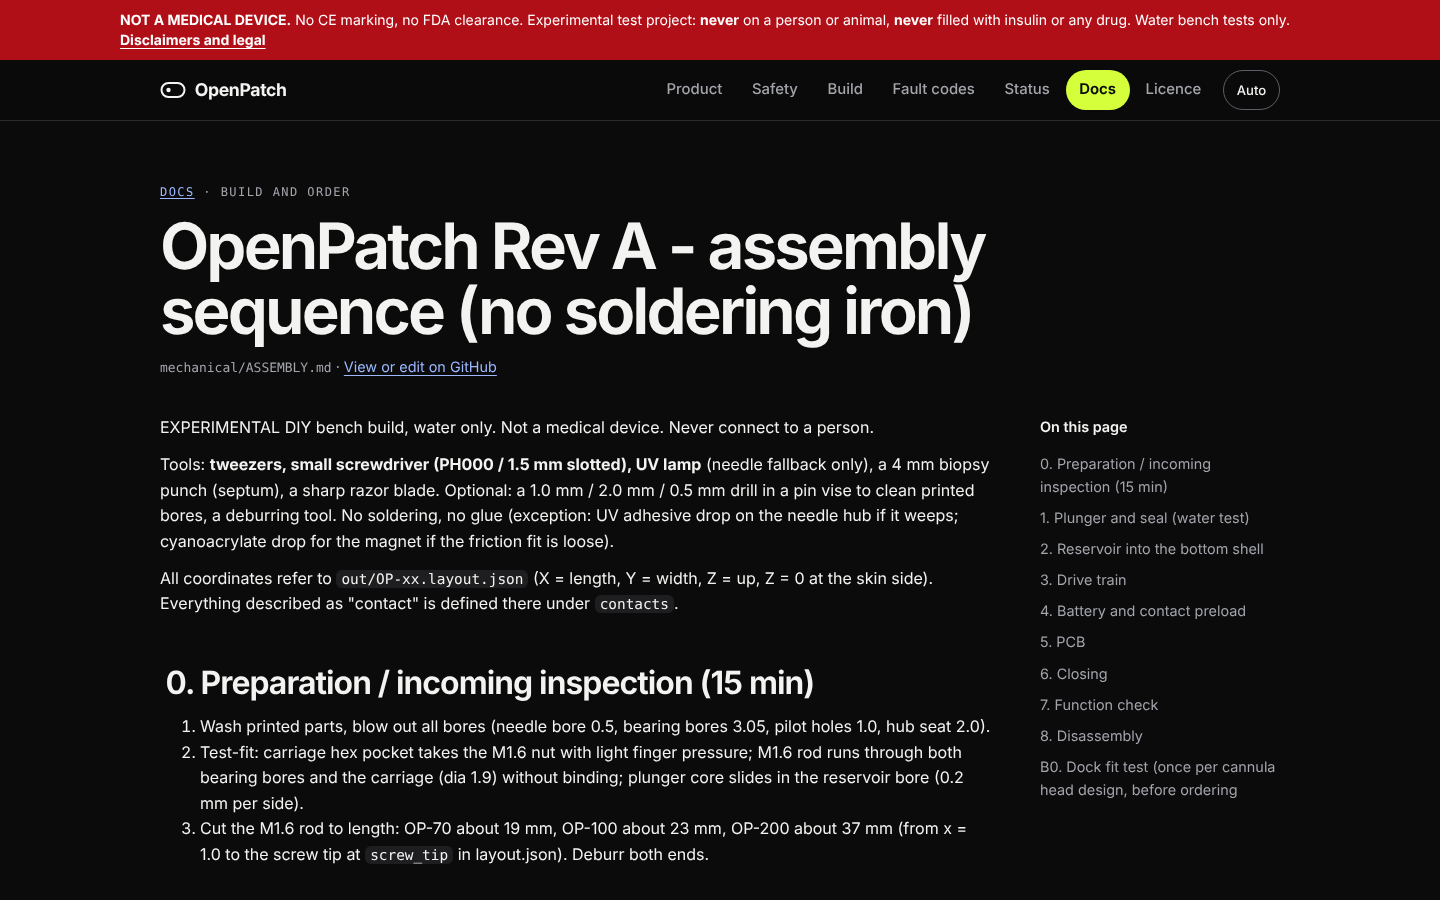 NOT A MEDICAL DEVICE. No CE marking, no FDA clearance. Experimental test project: never on a person or animal, never filled with insulin or any drug. Water bench tests only.
Disclaimers and legal
OpenPatch
Product
Safety
Build
Fault codes
Status
Docs
Licence
Auto
DOCS · BUILD AND ORDER
OpenPatch Rev A - assembly
sequence (no soldering iron)
mechanical/ASSEMBLY.md · View or edit on GitHub
EXPERIMENTAL DIY bench build, water only. Not a medical device. Never connect to a person.
Tools: tweezers, small screwdriver (PH000 / 1.5 mm slotted), UV lamp (needle fallback only), a 4 mm biopsy
punch (septum), a sharp razor blade. Optional: a 1.0 mm / 2.0 mm / 0.5 mm drill in a pin vise to clean printed
bores, a deburring tool. No soldering, no glue (exception: UV adhesive drop on the needle hub if it weeps;
cyanoacrylate drop for the magnet if the friction fit is loose).
All coordinates refer to out/OP-xx.layout.json (X = length, Y = width, Z = up, Z = 0 at the skin side).
Everything described as "contact" is defined there under contacts.
0. Preparation / incoming inspection (15 min)
1. Wash printed parts, blow out all bores (needle bore 0.5, bearing bores 3.05, pilot holes 1.0, hub seat 2.0).
2. Test-fit: carriage hex pocket takes the M1.6 nut with light finger pressure; M1.6 rod runs through both
bearing bores and the carriage (dia 1.9) without binding; plunger core slides in the reservoir bore (0.2
mm per side).
3. Cut the M1.6 rod to length: OP-70 about 19 mm, OP-100 about 23 mm, OP-200 about 37 mm (from x =
1.0 to the screw tip at screw_tip in layout.json). Deburr both ends.
On this page
0. Preparation / incoming
inspection (15 min)
1. Plunger and seal (water test)
2. Reservoir into the bottom shell
3. Drive train
4. Battery and contact preload
5. PCB
6. Closing
7. Function check
8. Disassembly
B0. Dock fit test (once per cannula
head design, before ordering